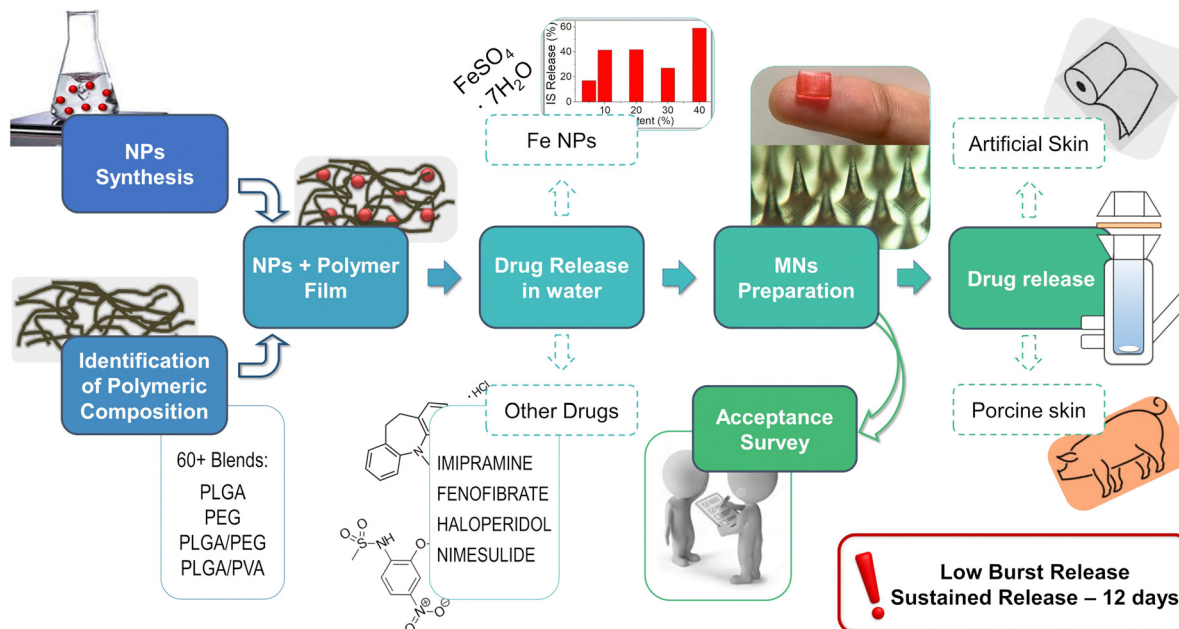 NPs
Synthesis
Identification
of Polymeric
Composition
60+ Blends:
PLGA
PEG
PLGA/PEG
PLGA/PVA
NPs + Polymer
Film
FeSO4
· 7H2O
IS Release (%)
60
40
20
0
10 20 30 40
(%)
Fe NPs
Drug Release
in water
Other Drugs
· HCl
N
O
O
S
NH
O
N+
O
O-
IMIPRAMINE
FENOFIBRATE
HALOPERIDOL
NIMESULIDE
MNs
Preparation
Acceptance
Survey
Artificial Skin
Drug release
Porcine skin
Low Burst Release
Sustained Release – 12 days